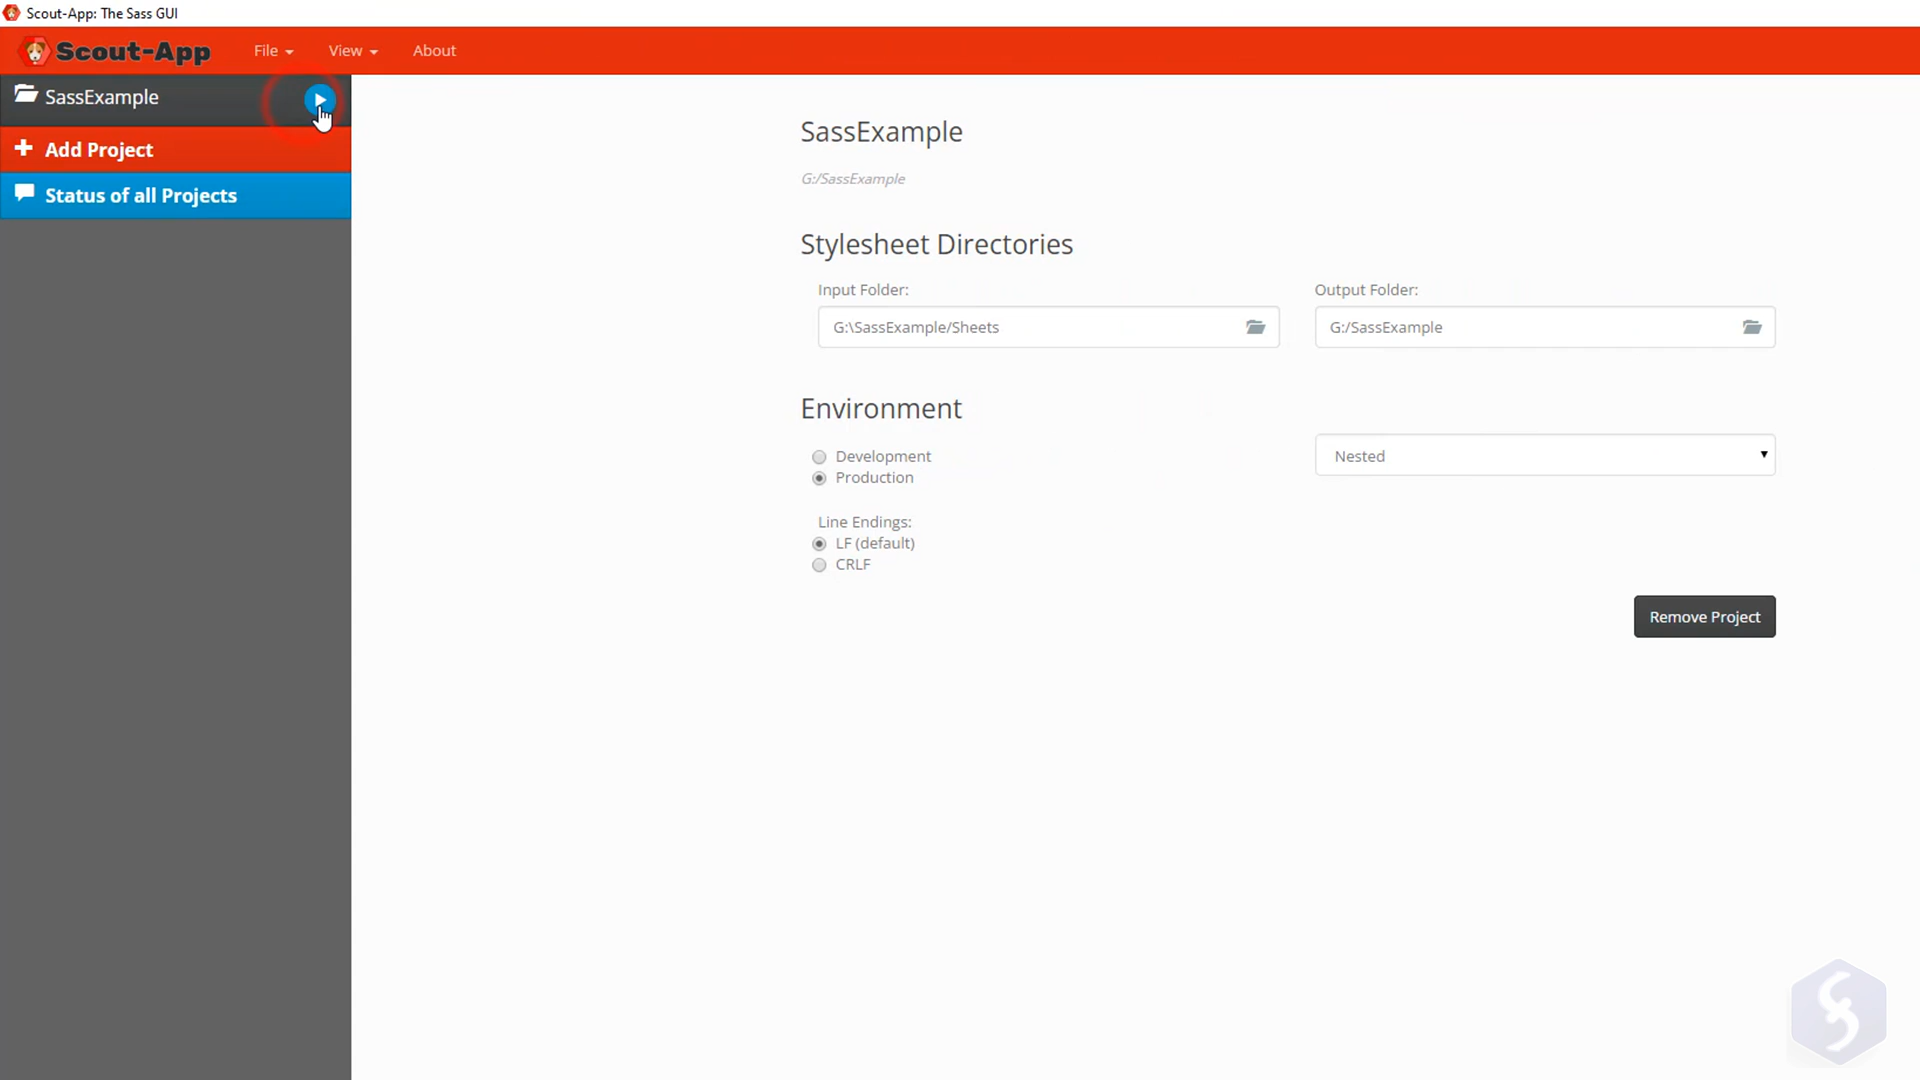 Scout-App: The Sass GUI
Scout-App File View About
SassExample
Add Project
Status of all Projects
SassExample
G:/SassExample
Stylesheet Directories
Input Folder: Output Folder:
G:\SassExample/Sheets G:/SassExample
Environment
Development
Production
Nested
Line Endings:
LF (default)
CRLF
Remove Project